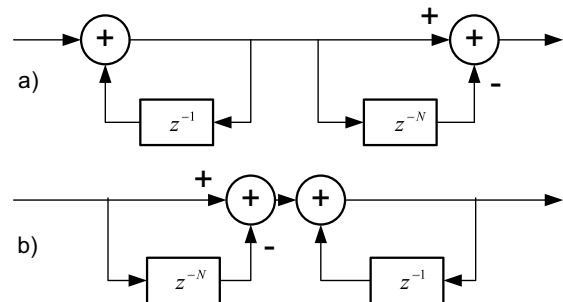 + + +
a) -
z⁻¹ z⁻ᴺ
+ + +
b) -
z⁻ᴺ z⁻¹